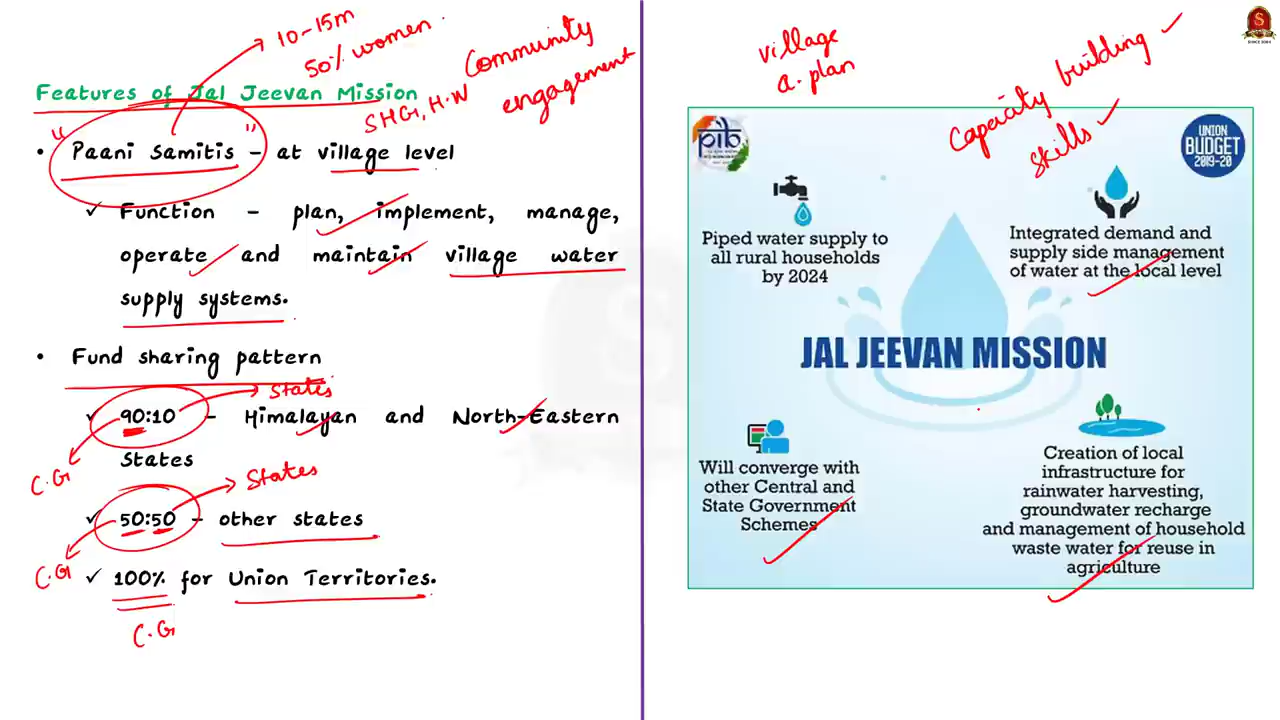 10-15m
50% women
Community
engagement
SHG, H.W
Features of Jal Jeevan Mission
" Paani Samitis " - at village level
Function - plan, implement, manage,
operate and maintain village water
supply systems.
Fund sharing pattern
States
90:10 - Himalayan and North-Eastern
States
C.G
States
50:50 - other states
C.G
100% for Union Territories.
C.G
village
a. plan
Capacity building
skills
pib
UNION
BUDGET
2019-20
Piped water supply to
all rural households
by 2024
Integrated demand and
supply side management
of water at the local level
JAL JEEVAN MISSION
Will converge with
other Central and
State Government
Schemes
Creation of local
infrastructure for
rainwater harvesting,
groundwater recharge
and management of household
waste water for reuse in
agriculture
S